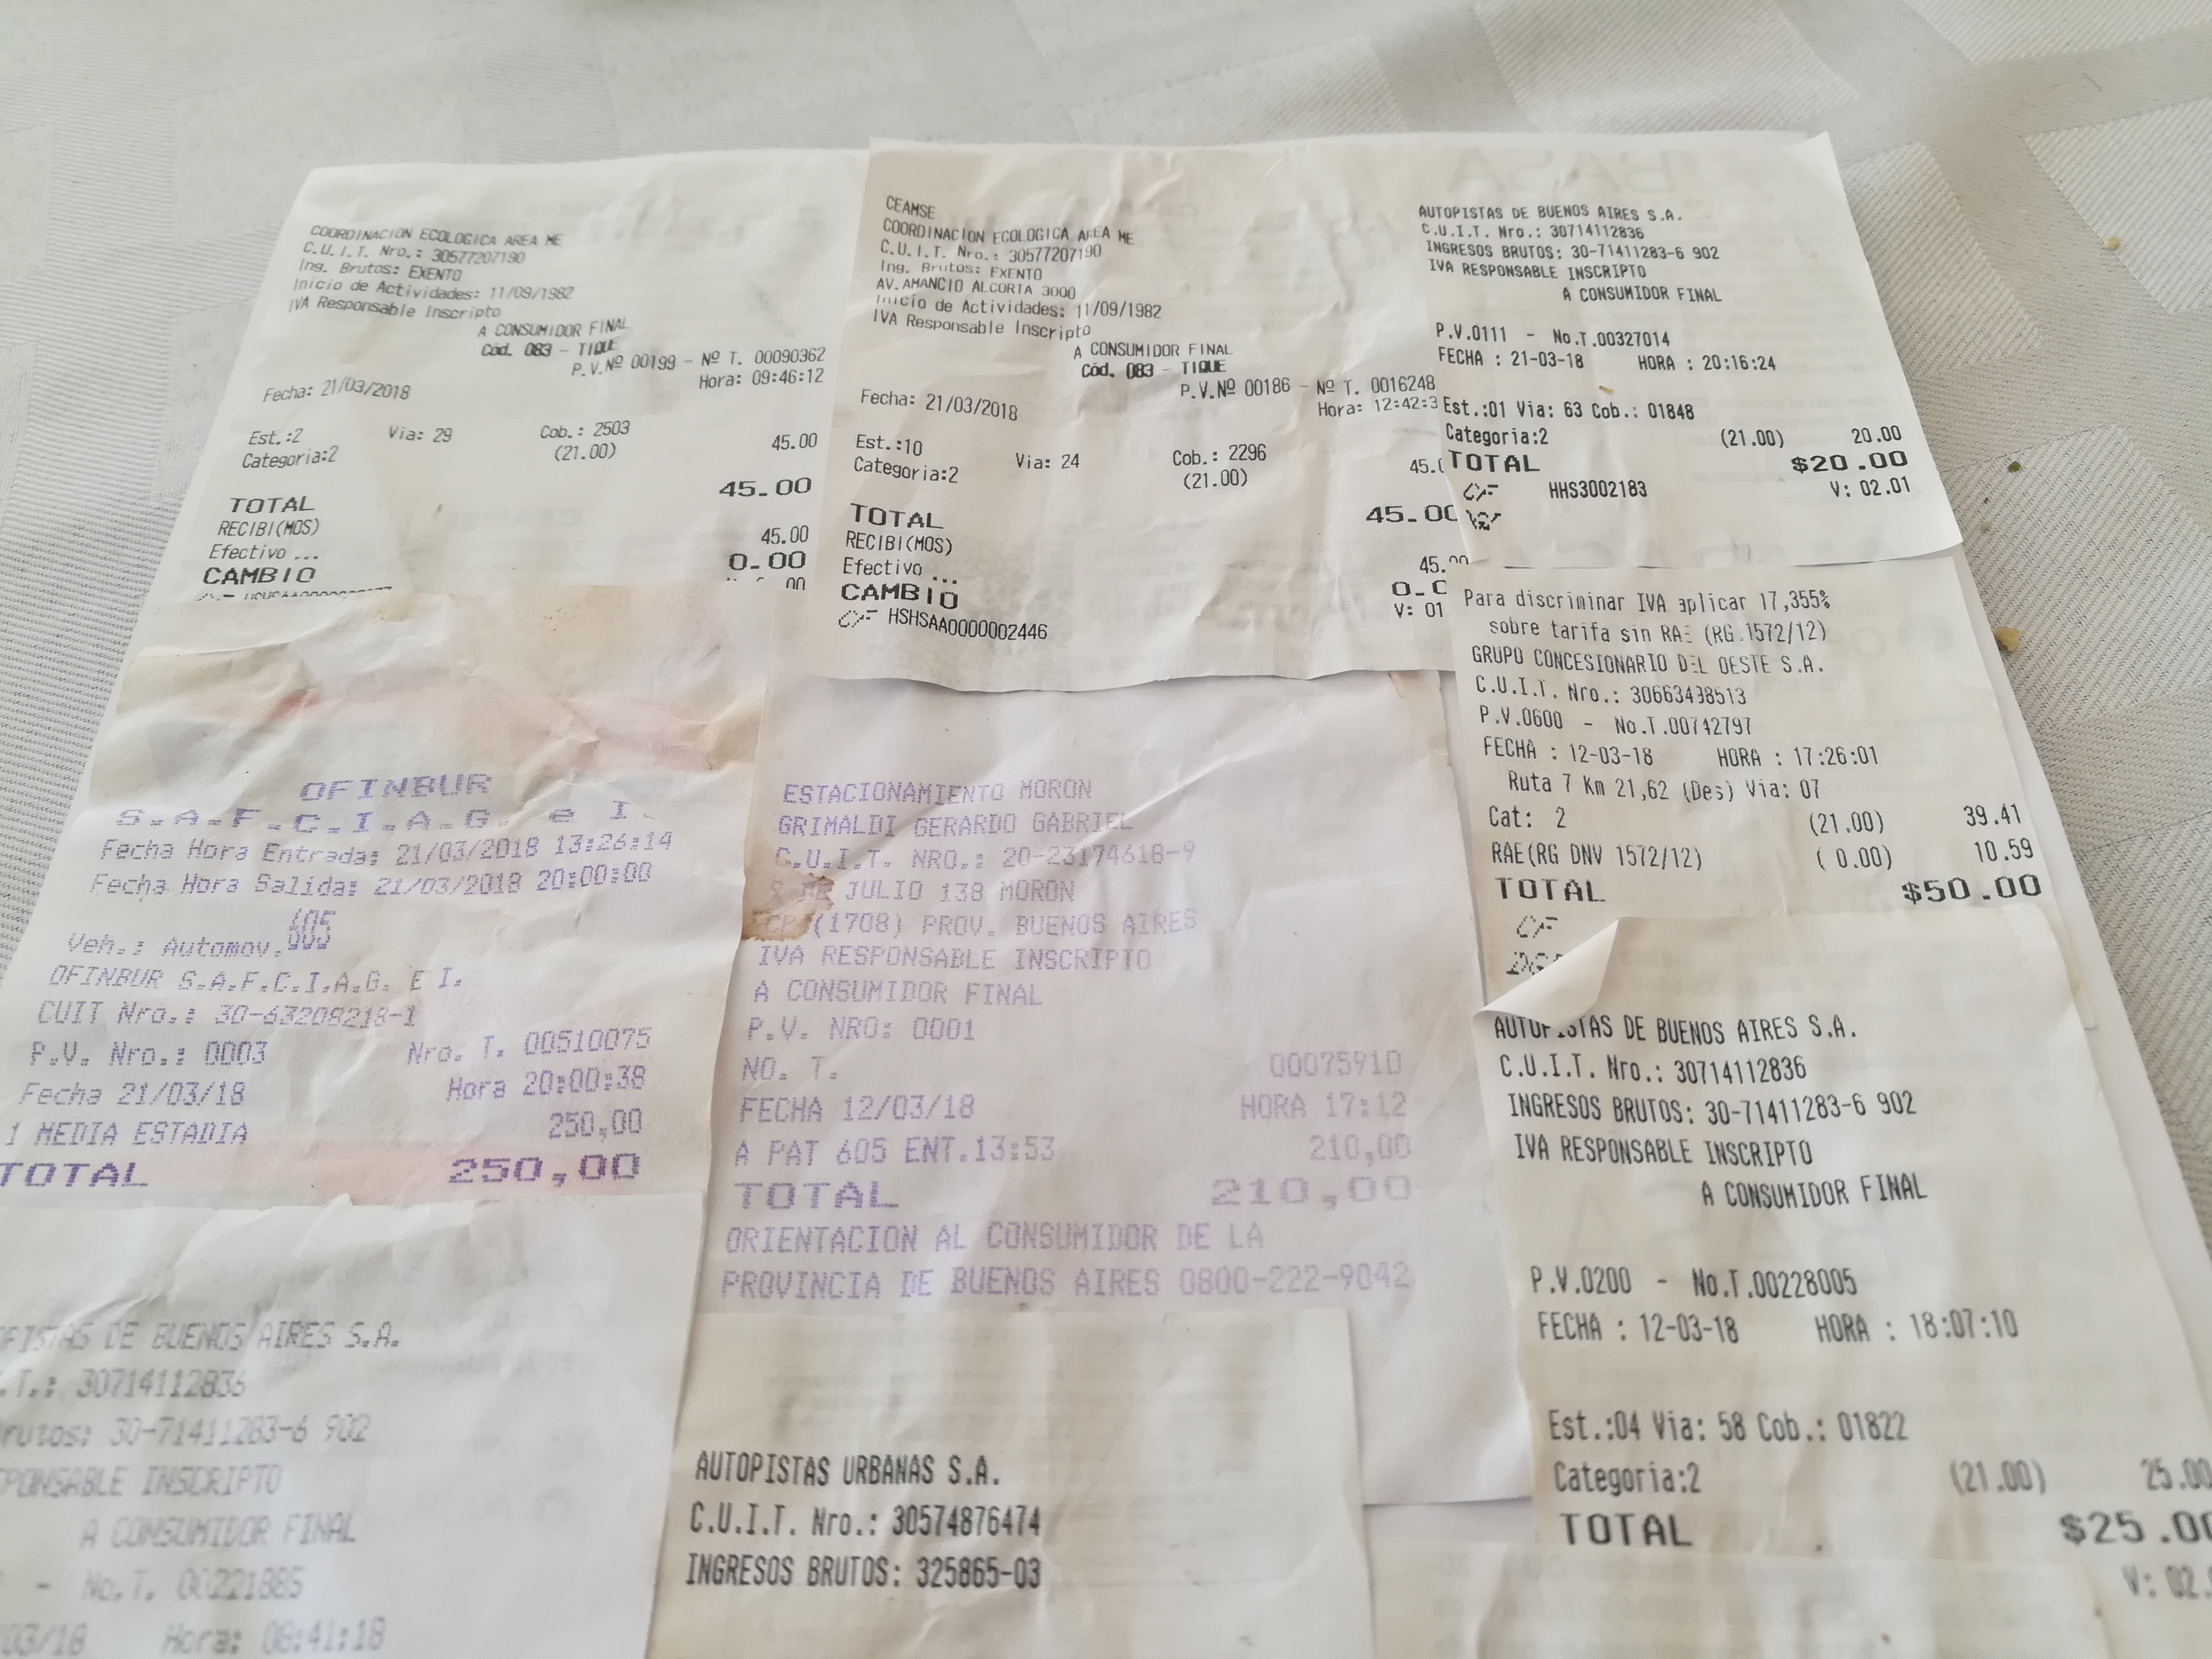 COORDINACION ECOLOGICA AREA ME
C.U.I.T. Nro.: 30577207190
Ing. Brutos: EXENTO
Inicio de Actividades: 11/09/1982
IVA Responsable Inscripto
A CONSUMIDOR FINAL
Cód. 083 - TIQUE
P.V.Nº 00199 - Nº T. 00090362
Fecha: 21/03/2018 Hora: 09:46:12
Est.:2 Via: 29 Cob.: 2503
Categoria:2 (21.00) 45.00
TOTAL 45.00
RECIBI(MOS)
Efectivo ... 45.00
CAMBIO 0.00
CEAMSE
COORDINACION ECOLOGICA AREA ME
C.U.I.T. Nro.: 30577207190
Ing. Brutos: EXENTO
AV. AMANCIO ALCORTA 3000
Inicio de Actividades: 11/09/1982
IVA Responsable Inscripto
A CONSUMIDOR FINAL
Cód. 083 - TIQUE
P.V.Nº 00186 - Nº T. 0016248
Fecha: 21/03/2018 Hora: 12:42:3
Est.:10 Via: 24 Cob.: 2296
Categoria:2 (21.00) 45.
TOTAL 45.00
RECIBI(MOS)
Efectivo ... 45.
CAMBIO 0.0
CF HSHSAA0000002446 V: 01
AUTOPISTAS DE BUENOS AIRES S.A.
C.U.I.T. Nro.: 30714112836
INGRESOS BRUTOS: 30-71411283-6 902
IVA RESPONSABLE INSCRIPTO
A CONSUMIDOR FINAL
P.V.0111 - No.T.00327014
FECHA : 21-03-18 HORA : 20:16:24
Est.:01 Via: 63 Cob.: 01848
Categoria:2 (21.00) 20.00
TOTAL $20.00
CF HHS3002183 V: 02.01
Para discriminar IVA aplicar 17,355%
sobre tarifa sin RAE (RG.1572/12)
GRUPO CONCESIONARIO DEL OESTE S.A.
C.U.I.T. Nro.: 30663498513
P.V.0600 - No.T.00742797
FECHA : 12-03-18 HORA : 17:26:01
Ruta 7 Km 21,62 (Des) Via: 07
Cat: 2 (21.00) 39.41
RAE(RG DNV 1572/12) ( 0.00) 10.59
TOTAL $50.00
CF
OFINBUR
S.A.F.C.I.A.G. e I.
Fecha Hora Entrada: 21/03/2018 13:26:14
Fecha Hora Salida: 21/03/2018 20:00:00
Veh.: Automov. 605
OFINBUR S.A.F.C.I.A.G. E I.
CUIT Nro.: 30-63208218-1
P.V. Nro.: 0003 Nro. T. 00510075
Fecha 21/03/18 Hora 20:00:38
1 MEDIA ESTADIA 250,00
TOTAL 250,00
ESTACIONAMIENTO MORON
GRIMALDI GERARDO GABRIEL
C.U.I.T. NRO.: 20-23174618-9
9 DE JULIO 138 MORON
CP (1708) PROV. BUENOS AIRES
IVA RESPONSABLE INSCRIPTO
A CONSUMIDOR FINAL
P.V. NRO: 0001
NO. T. 00075910
FECHA 12/03/18 HORA 17:12
A PAT 605 ENT.13:53 210,00
TOTAL 210,00
ORIENTACION AL CONSUMIDOR DE LA
PROVINCIA DE BUENOS AIRES 0800-222-9042
AUTOPISTAS DE BUENOS AIRES S.A.
C.U.I.T. Nro.: 30714112836
INGRESOS BRUTOS: 30-71411283-6 902
IVA RESPONSABLE INSCRIPTO
A CONSUMIDOR FINAL
P.V.0200 - No.T.00228005
FECHA : 12-03-18 HORA : 18:07:10
Est.:04 Via: 58 Cob.: 01822
Categoria:2 (21.00) 25.00
TOTAL $25.00
V: 02.
OPISTAS DE BUENOS AIRES S.A.
.T.: 30714112836
rutos: 30-71411283-6 902
SPONSABLE INSCRIPTO
A CONSUMIDOR FINAL
- No.T. 00221885
03/18 Hora: 08:41:18
AUTOPISTAS URBANAS S.A.
C.U.I.T. Nro.: 30574876474
INGRESOS BRUTOS: 325865-03